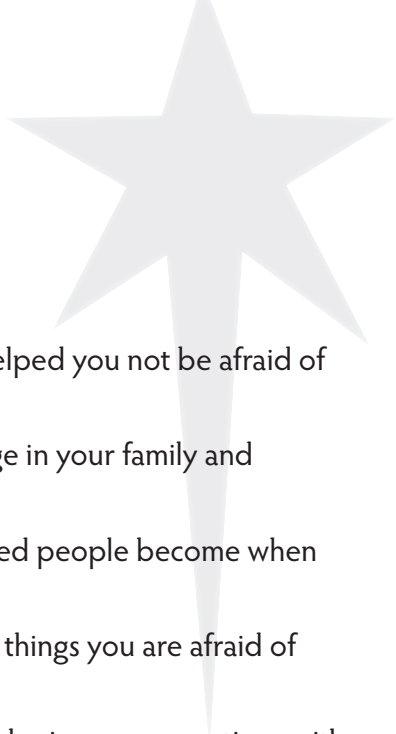 elped you not be afraid of
ge in your family and
ed people become when
things you are afraid of